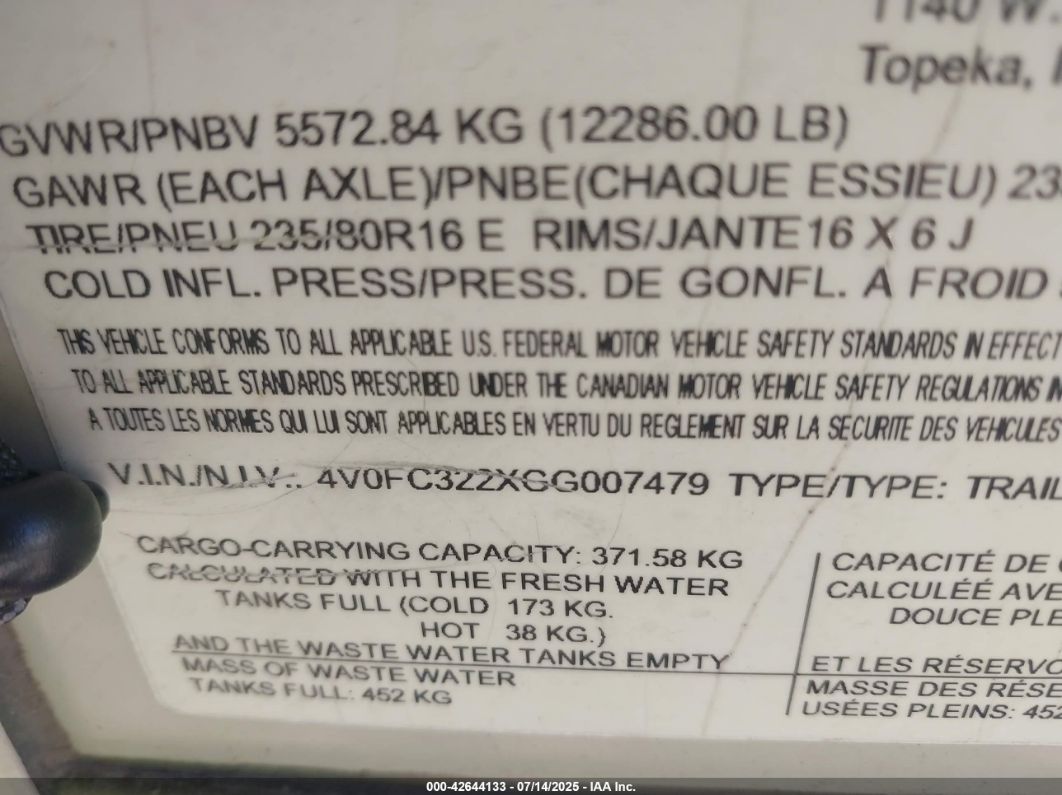 1140 W.
Topeka,
GVWR/PNBV 5572.84 KG (12286.00 LB)
GAWR (EACH AXLE)/PNBE(CHAQUE ESSIEU) 23
TIRE/PNEU 235/80R16 E RIMS/JANTE16 X 6 J
COLD INFL. PRESS/PRESS. DE GONFL. A FROID
THIS VEHICLE CONFORMS TO ALL APPLICABLE U.S. FEDERAL MOTOR VEHICLE SAFETY STANDARDS IN EFFECT
TO ALL APPLICABLE STANDARDS PRESCRIBED UNDER THE CANADIAN MOTOR VEHICLE SAFETY REGULATIONS IN
A TOUTES LES NORMES QUI LUI SONT APPLICABLES EN VERTU DU REGLEMENT SUR LA SECURITE DES VEHICULES
V.I.N./N.I.V.: 4V0FC322XGG007479 TYPE/TYPE: TRAIL
CARGO-CARRYING CAPACITY: 371.58 KG
CALCULATED WITH THE FRESH WATER
TANKS FULL (COLD 173 KG.
HOT 38 KG.)
AND THE WASTE WATER TANKS EMPTY
MASS OF WASTE WATER
TANKS FULL: 452 KG
CAPACITÉ DE
CALCULÉÉ AVE
DOUCE PLE
ET LES RÉSERVO
MASSE DES RÉSE
USÉES PLEINS: 452
000-42644133 - 07/14/2025 - IAA Inc.